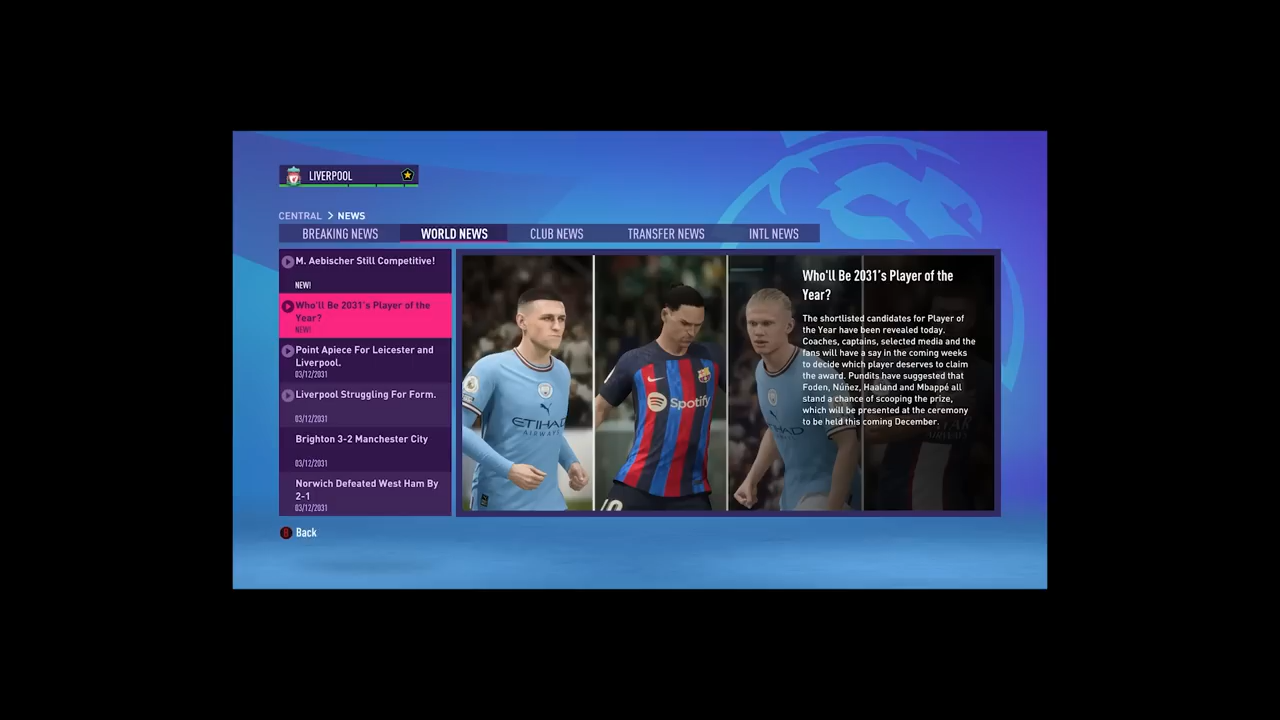 LIVERPOOL
CENTRAL > NEWS
BREAKING NEWS
WORLD NEWS
CLUB NEWS
TRANSFER NEWS
INTL NEWS
M. Aebischer Still Competitive!
NEW!
Who'll Be 2031's Player of the
Year?
NEW!
Point Apiece For Leicester and
Liverpool.
03/12/2031
Liverpool Struggling For Form.
03/12/2031
Brighton 3-2 Manchester City
03/12/2031
Norwich Defeated West Ham By
2-1
03/12/2031
ETIHAD
AIRWAYS
Spotify
10
ETIHAD
AIRWAYS
Who'll Be 2031's Player of the
Year?
The shortlisted candidates for Player of
the Year have been revealed today.
Coaches, captains, selected media and the
fans will have a say in the coming weeks
to decide which player deserves to claim
the award. Pundits have suggested that
Foden, Núñez, Haaland and Mbappé all
stand a chance of scooping the prize,
which will be presented at the ceremony
to be held this coming December.
B Back